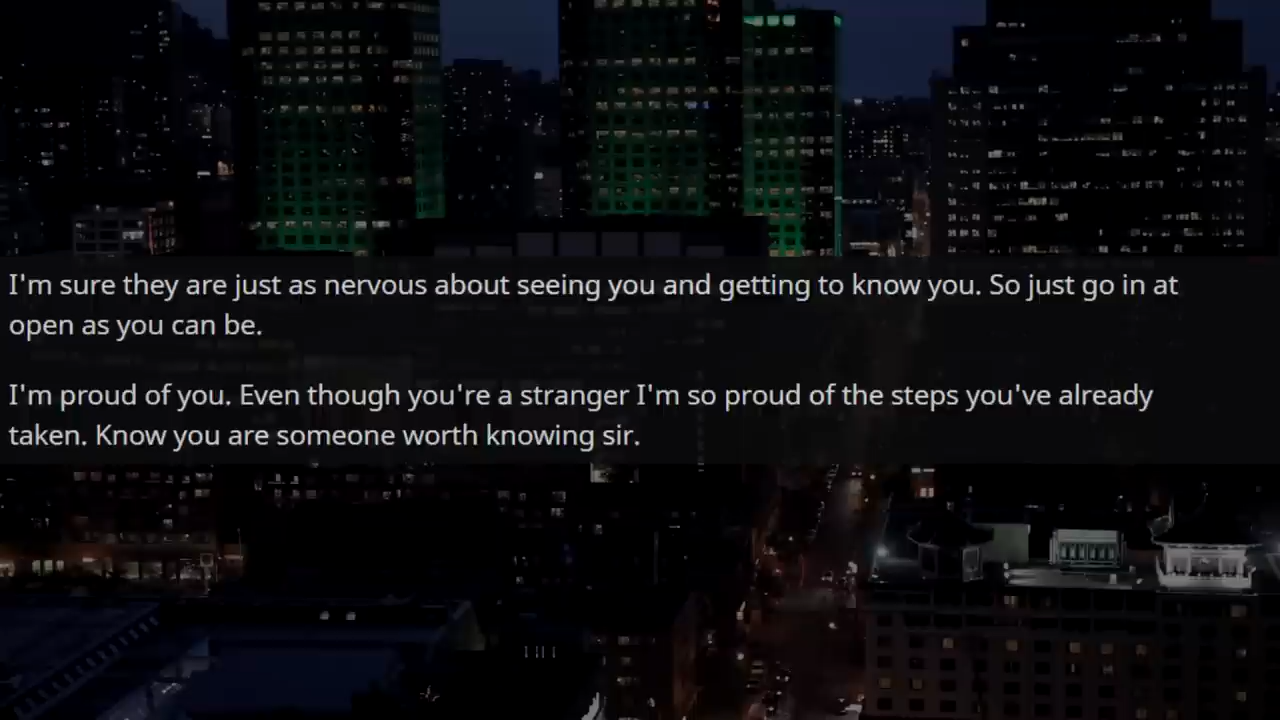 I'm sure they are just as nervous about seeing you and getting to know you. So just go in at
open as you can be.
I'm proud of you. Even though you're a stranger I'm so proud of the steps you've already
taken. Know you are someone worth knowing sir.